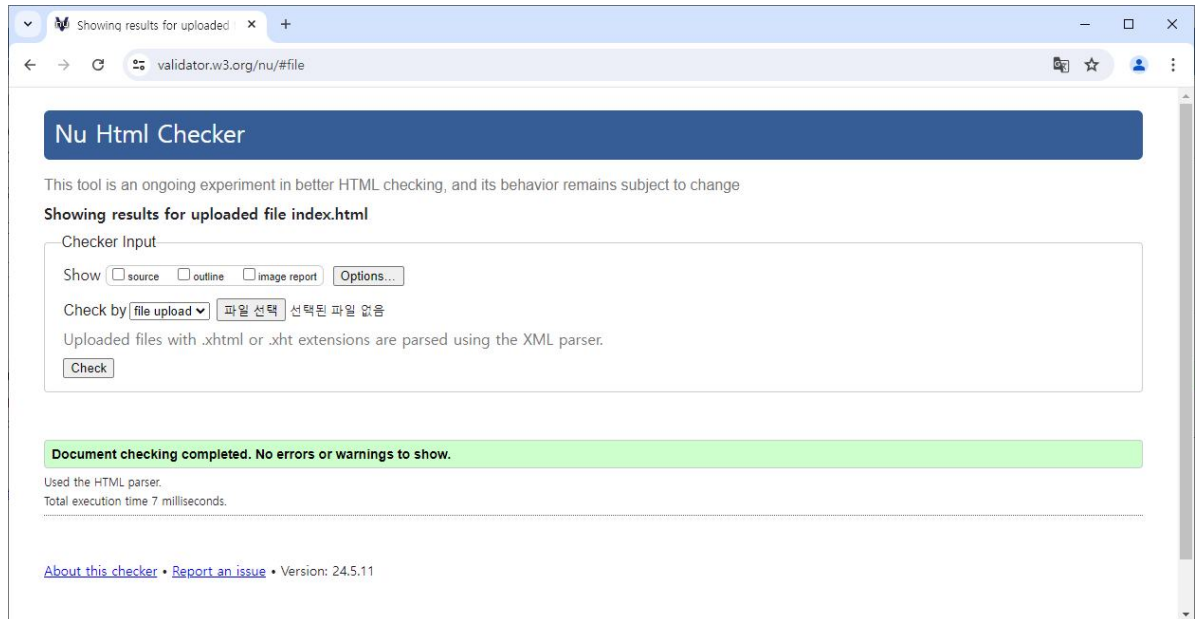 Showing results for uploaded
validator.w3.org/nu/#file
Nu Html Checker
This tool is an ongoing experiment in better HTML checking, and its behavior remains subject to change
Showing results for uploaded file index.html
Checker Input
Show source outline image report Options...
Check by file upload 파일 선택 선택된 파일 없음
Uploaded files with .xhtml or .xht extensions are parsed using the XML parser.
Check
Document checking completed. No errors or warnings to show.
Used the HTML parser.
Total execution time 7 milliseconds.
About this checker • Report an issue • Version: 24.5.11